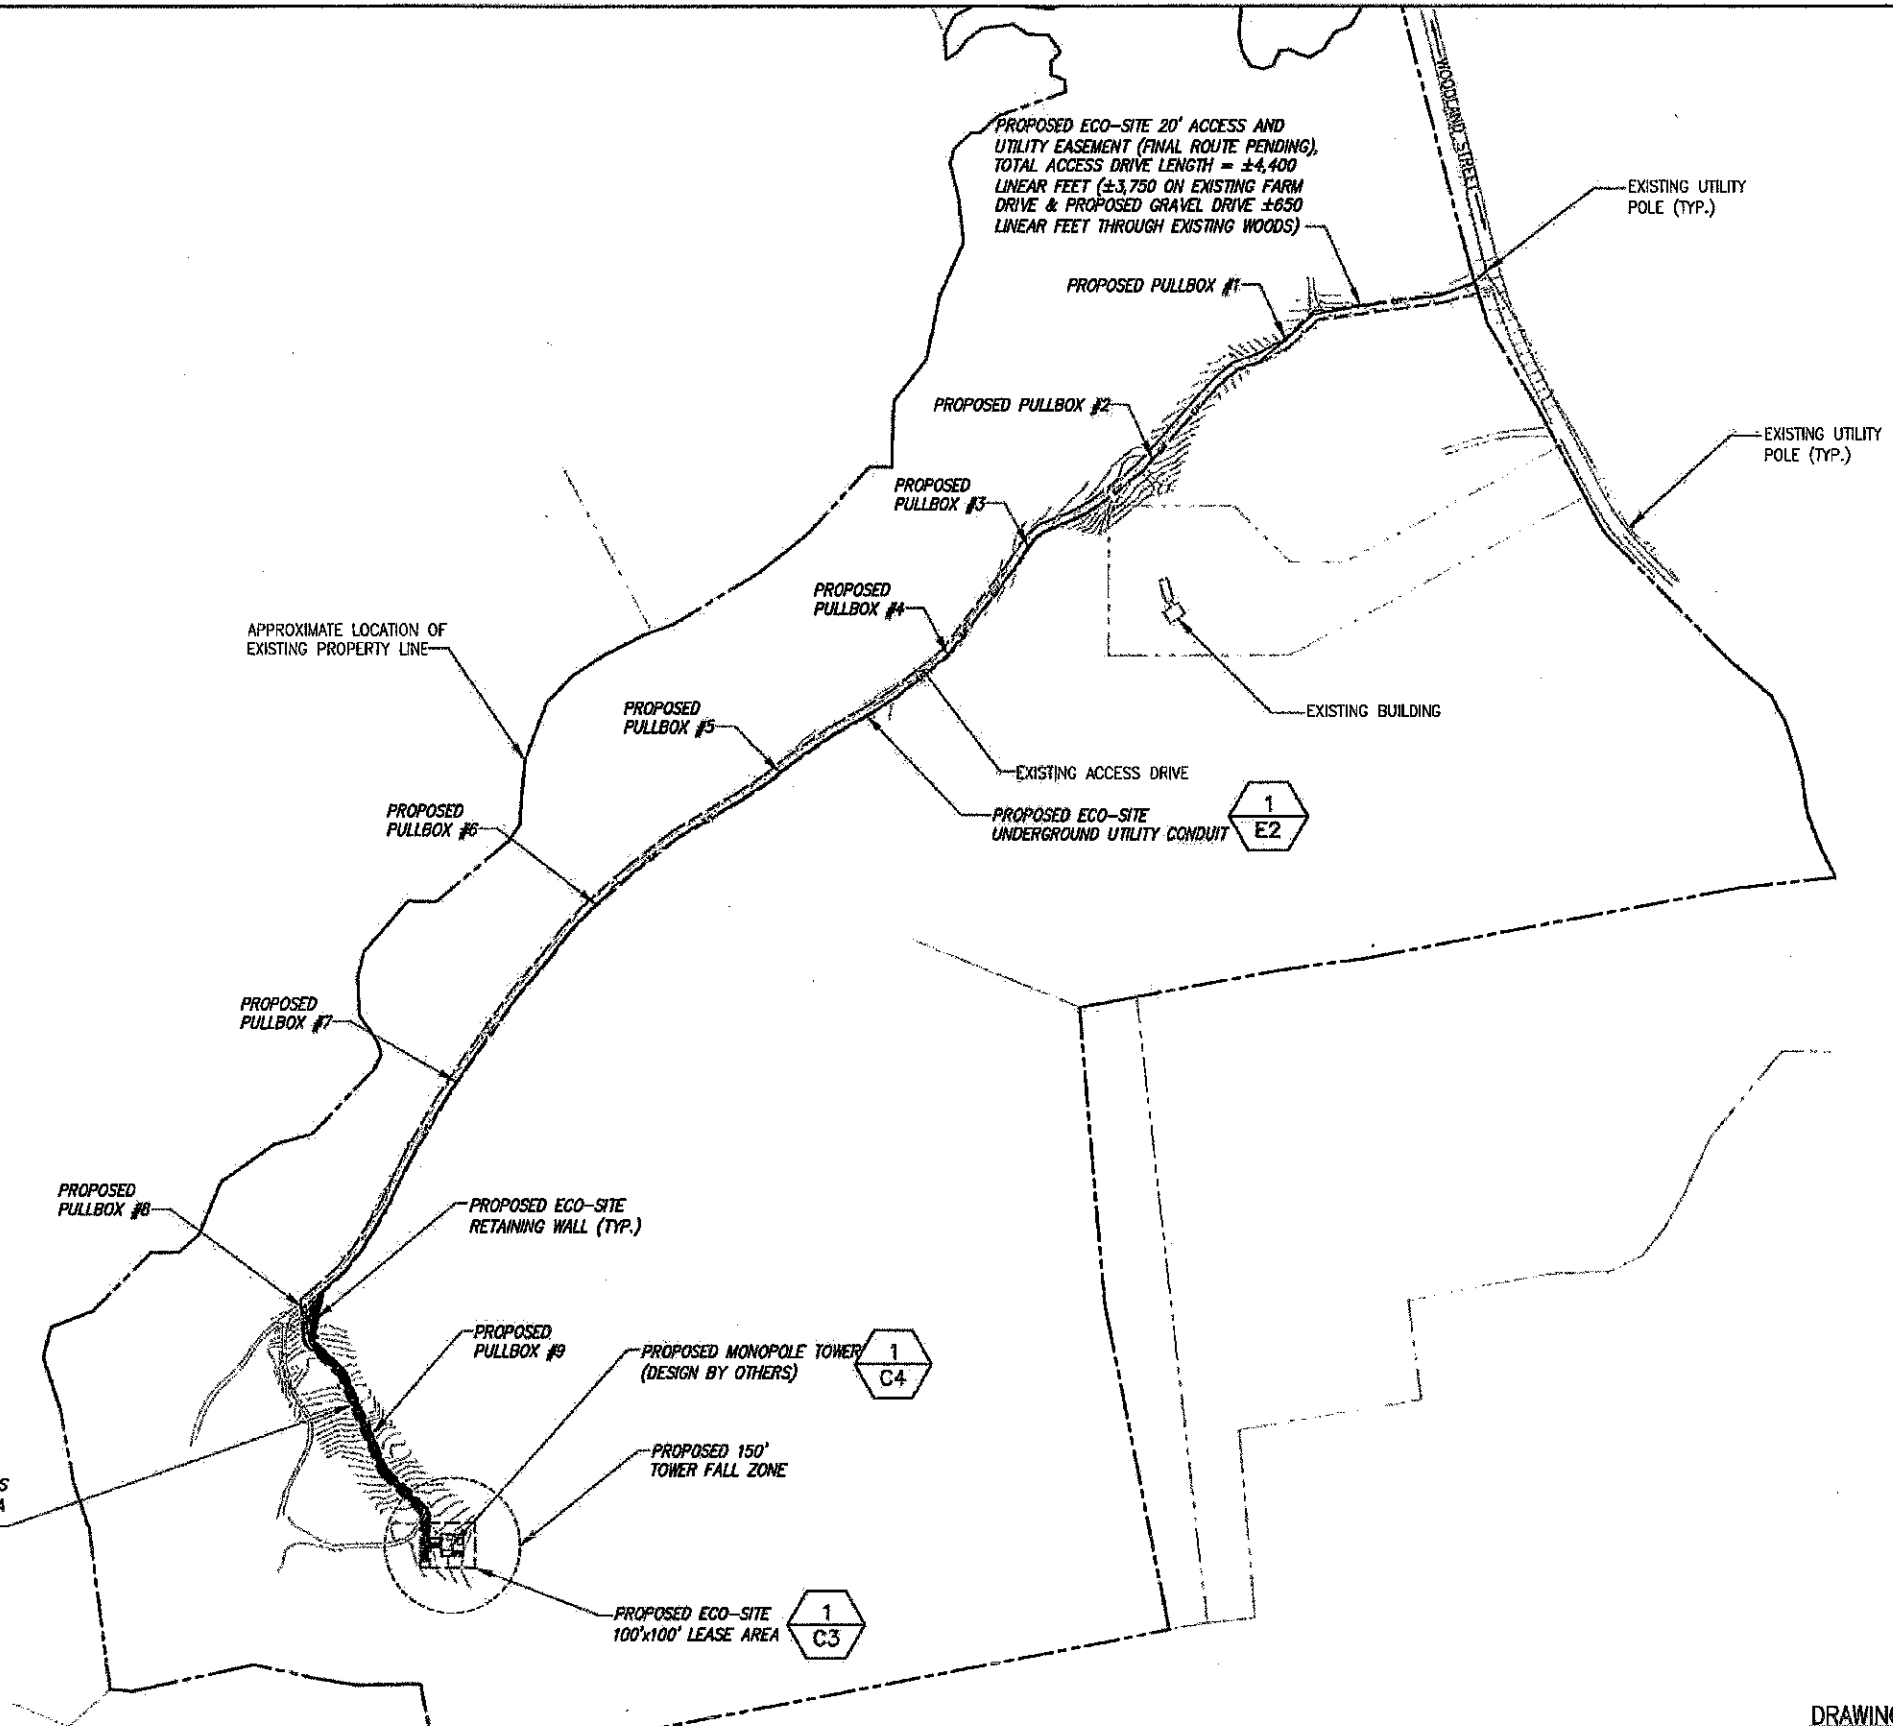 WOODLAND STREET
PROPOSED ECO-SITE 20' ACCESS AND
UTILITY EASEMENT (FINAL ROUTE PENDING),
TOTAL ACCESS DRIVE LENGTH = ±4,400
LINEAR FEET (±3,750 ON EXISTING FARM
DRIVE & PROPOSED GRAVEL DRIVE ±650
LINEAR FEET THROUGH EXISTING WOODS)
EXISTING UTILITY
POLE (TYP.)
PROPOSED PULLBOX #1
PROPOSED PULLBOX #2
EXISTING UTILITY
POLE (TYP.)
PROPOSED
PULLBOX #3
PROPOSED
PULLBOX #4
APPROXIMATE LOCATION OF
EXISTING PROPERTY LINE
PROPOSED
PULLBOX #5
EXISTING BUILDING
EXISTING ACCESS DRIVE
PROPOSED ECO-SITE
UNDERGROUND UTILITY CONDUIT
1
E2
PROPOSED
PULLBOX #6
PROPOSED
PULLBOX #7
PROPOSED
PULLBOX #8
PROPOSED ECO-SITE
RETAINING WALL (TYP.)
PROPOSED
PULLBOX #9
PROPOSED MONOPOLE TOWER
(DESIGN BY OTHERS)
1
C4
PROPOSED 150'
TOWER FALL ZONE
S
A
PROPOSED ECO-SITE
100'x100' LEASE AREA
1
C3
DRAWING